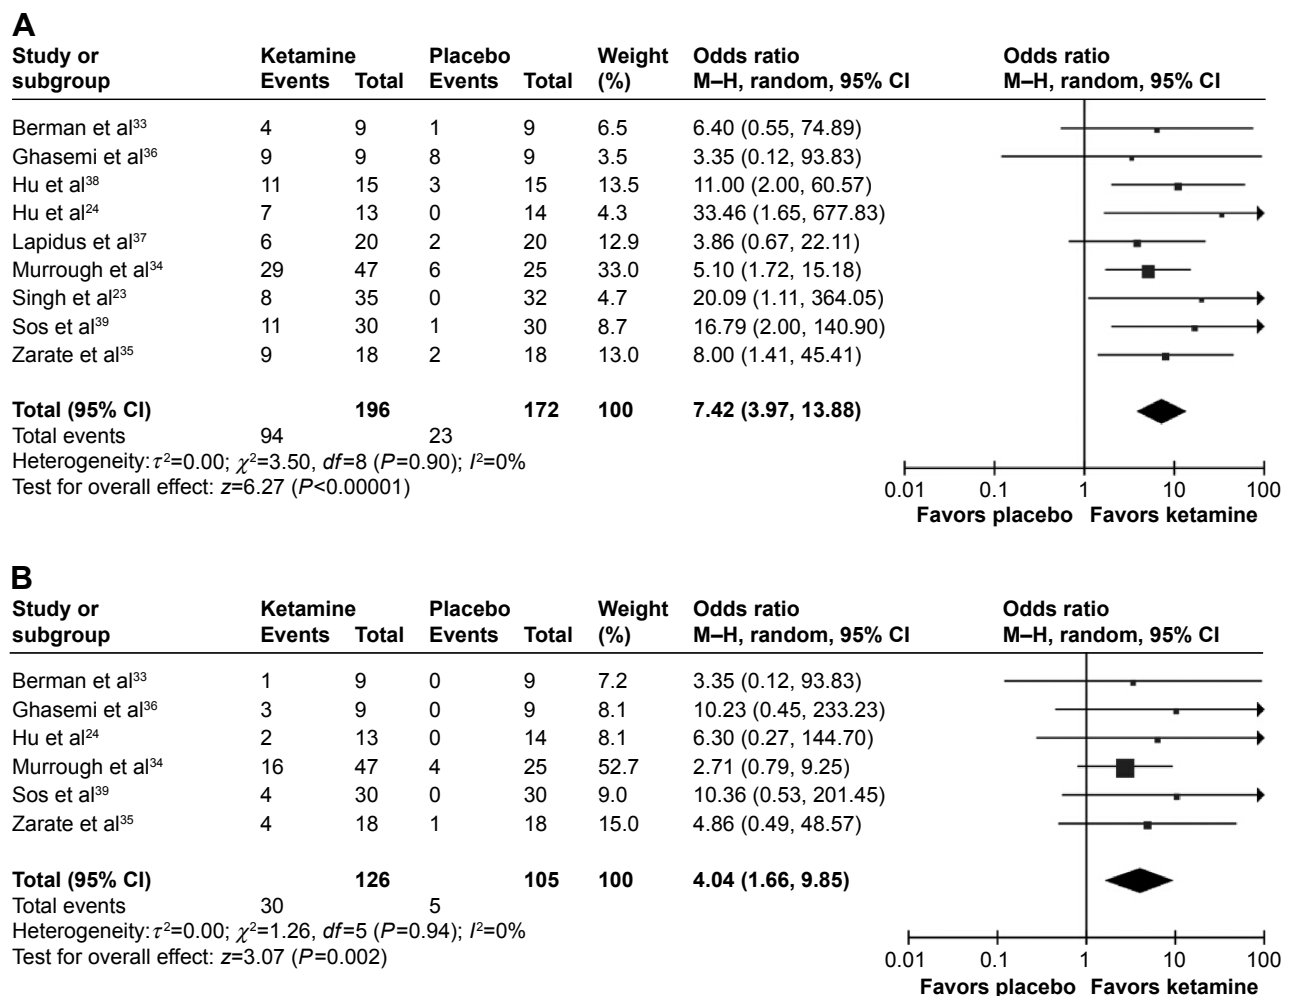 A
Study or subgroup Ketamine Events Total Placebo Events Total Weight (%) Odds ratio M–H, random, 95% CI Odds ratio M–H, random, 95% CI
Berman et al33 4 9 1 9 6.5 6.40 (0.55, 74.89)
Ghasemi et al36 9 9 8 9 3.5 3.35 (0.12, 93.83)
Hu et al38 11 15 3 15 13.5 11.00 (2.00, 60.57)
Hu et al24 7 13 0 14 4.3 33.46 (1.65, 677.83)
Lapidus et al37 6 20 2 20 12.9 3.86 (0.67, 22.11)
Murrough et al34 29 47 6 25 33.0 5.10 (1.72, 15.18)
Singh et al23 8 35 0 32 4.7 20.09 (1.11, 364.05)
Sos et al39 11 30 1 30 8.7 16.79 (2.00, 140.90)
Zarate et al35 9 18 2 18 13.0 8.00 (1.41, 45.41)
Total (95% CI) 196 172 100 7.42 (3.97, 13.88)
Total events 94 23
Heterogeneity: τ²=0.00; χ²=3.50, df=8 (P=0.90); I²=0%
Test for overall effect: z=6.27 (P<0.00001)
0.01 0.1 1 10 100
Favors placebo Favors ketamine
B
Study or subgroup Ketamine Events Total Placebo Events Total Weight (%) Odds ratio M–H, random, 95% CI Odds ratio M–H, random, 95% CI
Berman et al33 1 9 0 9 7.2 3.35 (0.12, 93.83)
Ghasemi et al36 3 9 0 9 8.1 10.23 (0.45, 233.23)
Hu et al24 2 13 0 14 8.1 6.30 (0.27, 144.70)
Murrough et al34 16 47 4 25 52.7 2.71 (0.79, 9.25)
Sos et al39 4 30 0 30 9.0 10.36 (0.53, 201.45)
Zarate et al35 4 18 1 18 15.0 4.86 (0.49, 48.57)
Total (95% CI) 126 105 100 4.04 (1.66, 9.85)
Total events 30 5
Heterogeneity: τ²=0.00; χ²=1.26, df=5 (P=0.94); I²=0%
Test for overall effect: z=3.07 (P=0.002)
0.01 0.1 1 10 100
Favors placebo Favors ketamine